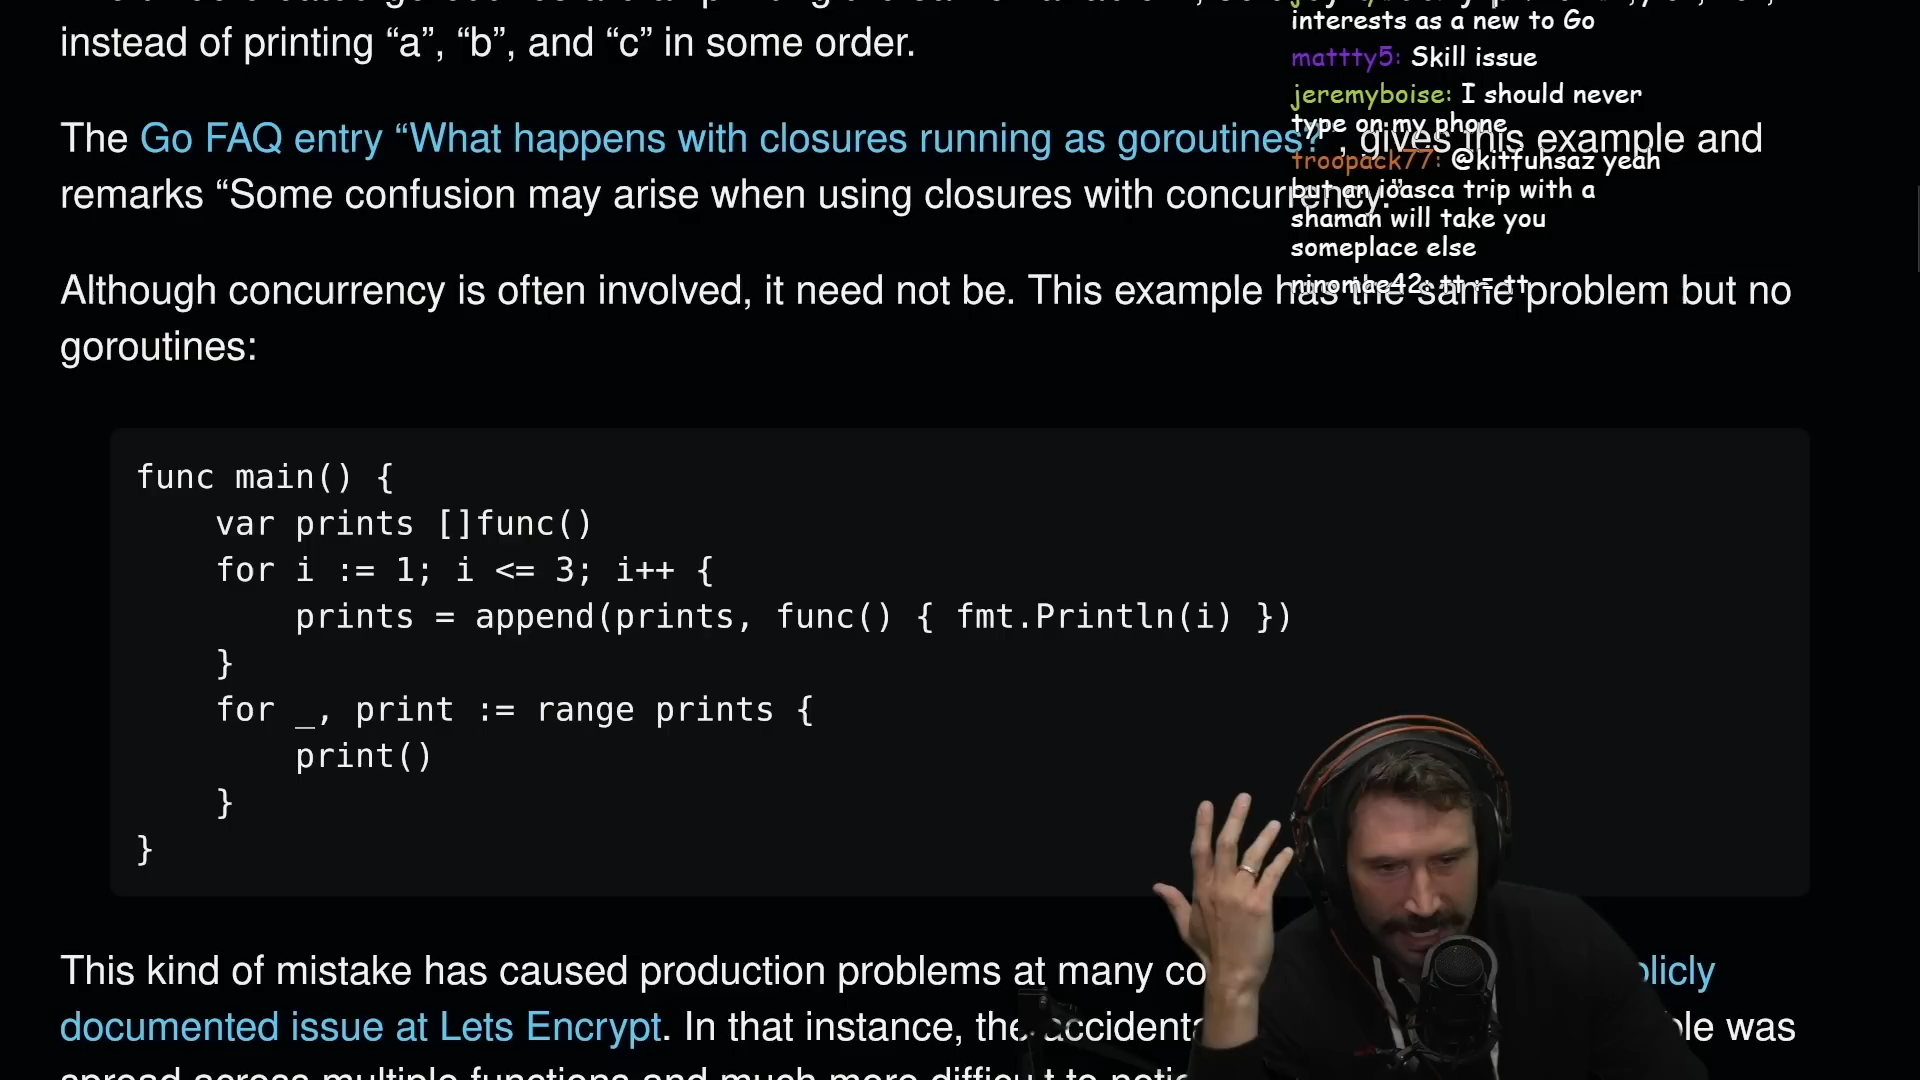 instead of printing “a”, “b”, and “c” in some order.
The Go FAQ entry “What happens with closures running as goroutines?”, gives this example and
remarks “Some confusion may arise when using closures with concurrency.”
Although concurrency is often involved, it need not be. This example has the same problem but no
goroutines:
func main() {
    var prints []func()
    for i := 1; i <= 3; i++ {
        prints = append(prints, func() { fmt.Println(i) })
    }
    for _, print := range prints {
        print()
    }
}
This kind of mistake has caused production problems at many co
licly
documented issue at Lets Encrypt. In that instance, the accidenta
le was
interests as a new to Go
mattty5: Skill issue
jeremyboise: I should never
type on my phone
troopack77: @kitfuhsaz yeah
but an ioasca trip with a
shaman will take you
someplace else
ninomae42: tt := tt